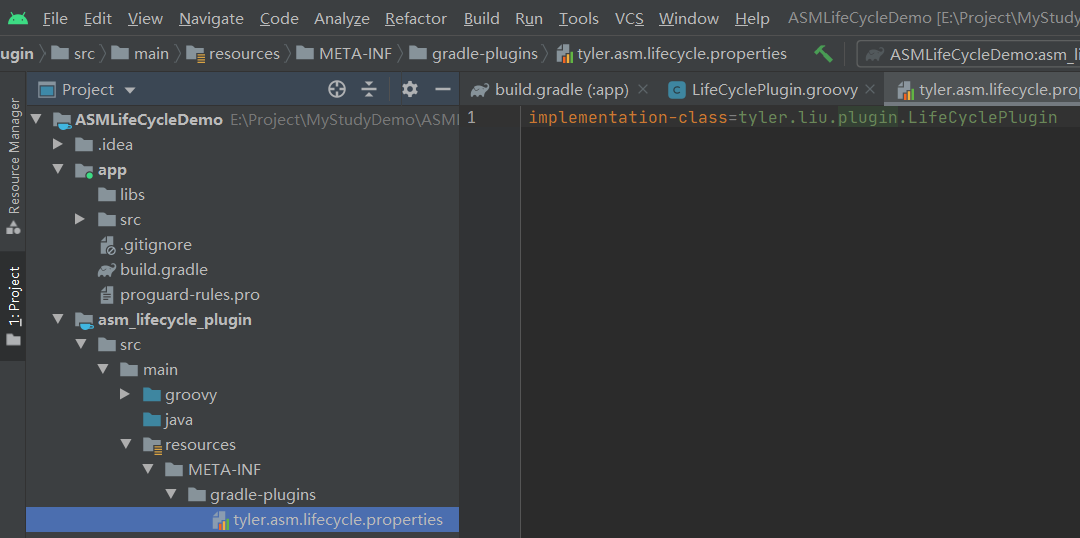 File Edit View Navigate Code Analyze Refactor Build Run Tools VCS Window Help ASMLifeCycleDemo [E:\Project\MyStudy
ugin src main resources META-INF gradle-plugins tyler.asm.lifecycle.properties ASMLifeCycleDemo:asm_li
Project
build.gradle (:app) LifeCyclePlugin.groovy tyler.asm.lifecycle.prop
Resource Manager
1: Project
ASMLifeCycleDemo E:\Project\MyStudyDemo\ASML
.idea
app
libs
src
.gitignore
build.gradle
proguard-rules.pro
asm_lifecycle_plugin
src
main
groovy
java
resources
META-INF
gradle-plugins
tyler.asm.lifecycle.properties
1 implementation-class=tyler.liu.plugin.LifeCyclePlugin